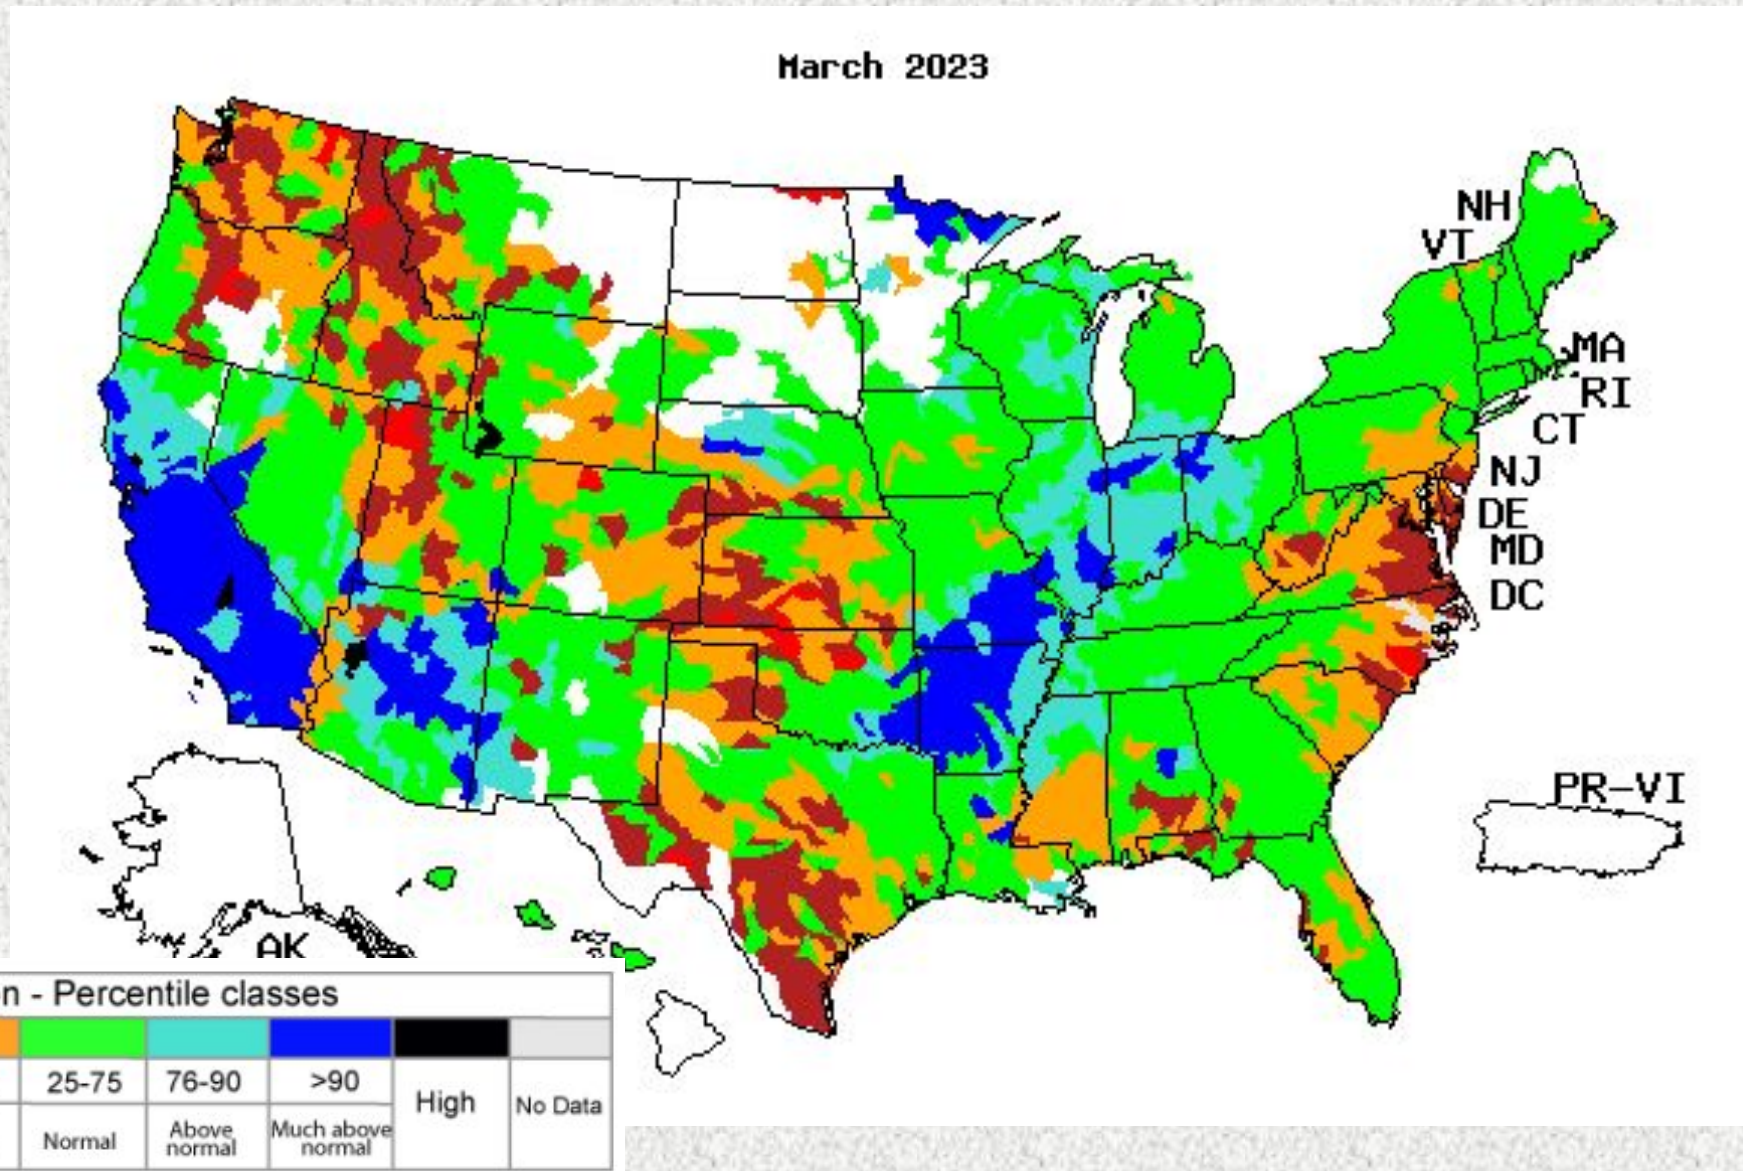 March 2023
NH
VT
MA
RI
CT
NJ
DE
MD
DC
PR-VI
AK
n - Percentile classes
25-75 76-90 >90 High No Data
Normal Above normal Much above normal